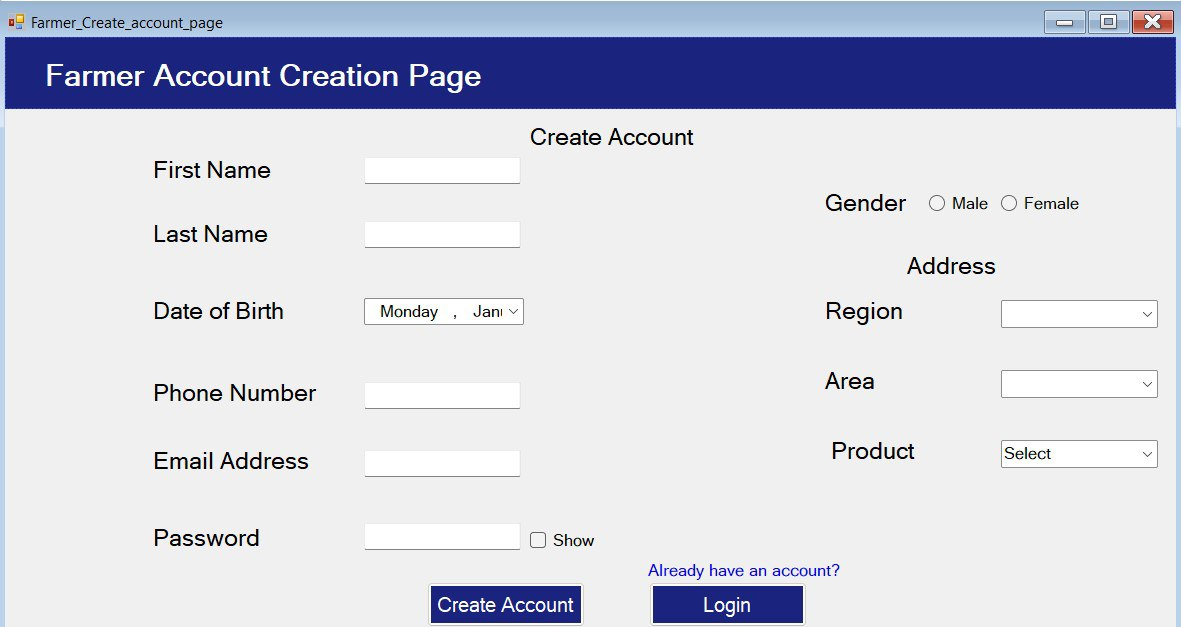 Farmer_Create_account_page
Farmer Account Creation Page
Create Account
First Name
Last Name
Date of Birth Monday ,
Phone Number
Email Address
Password Show
Gender Male Female
Address
Region
Area
Product Select
Already have an account?
Create Account Login